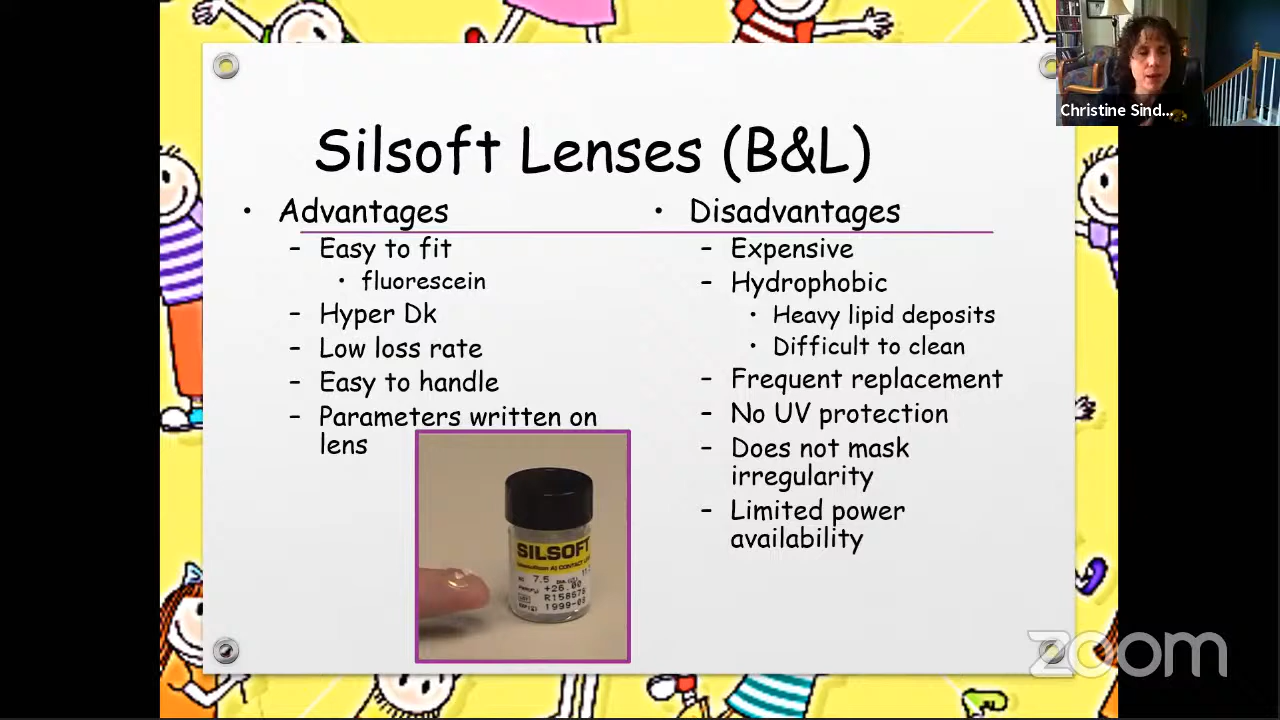 Silsoft Lenses (B&L)
• Advantages
– Easy to fit
• fluorescein
– Hyper Dk
– Low loss rate
– Easy to handle
– Parameters written on
lens
• Disadvantages
– Expensive
– Hydrophobic
• Heavy lipid deposits
• Difficult to clean
– Frequent replacement
– No UV protection
– Does not mask
irregularity
– Limited power
availability
SILSOFT
7.5
+26.00
1999-
Christine Sind...
zoom